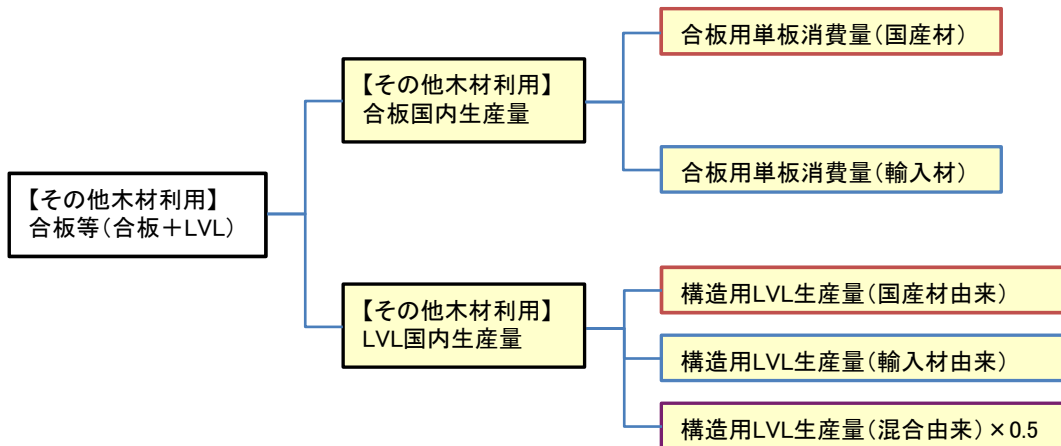 【その他木材利用】
合板等(合板+LVL)
【その他木材利用】
合板国内生産量
合板用単板消費量(国産材)
合板用単板消費量(輸入材)
【その他木材利用】
LVL国内生産量
構造用LVL生産量(国産材由来)
構造用LVL生産量(輸入材由来)
構造用LVL生産量(混合由来)×0.5